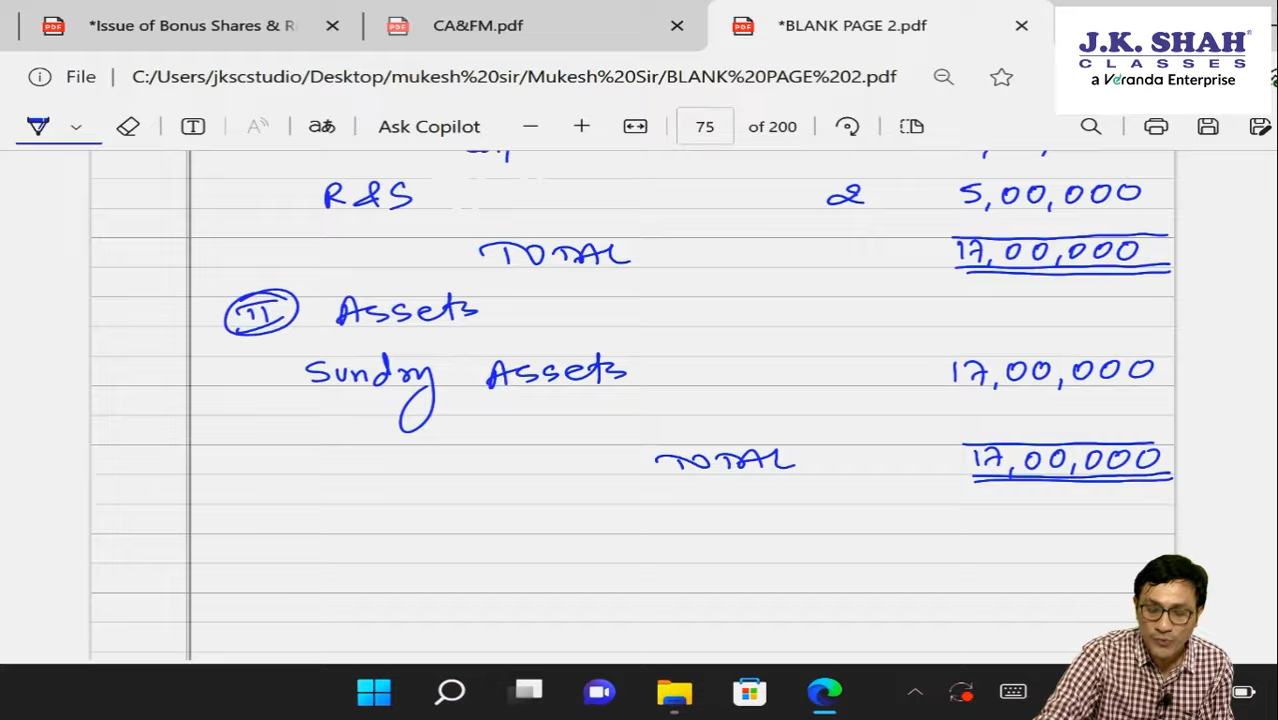 *Issue of Bonus Shares & Ri
CA&FM.pdf
*BLANK PAGE 2.pdf
J.K. SHAH®
CLASSES
a Veranda Enterprise
File C:/Users/jkscstudio/Desktop/mukesh%20sir/Mukesh%20Sir/BLANK%20PAGE%202.pdf
Ask Copilot
75 of 200
R & S 2 5,00,000
TOTAL 17,00,000
II Assets
Sundry Assets 17,00,000
TOTAL 17,00,000